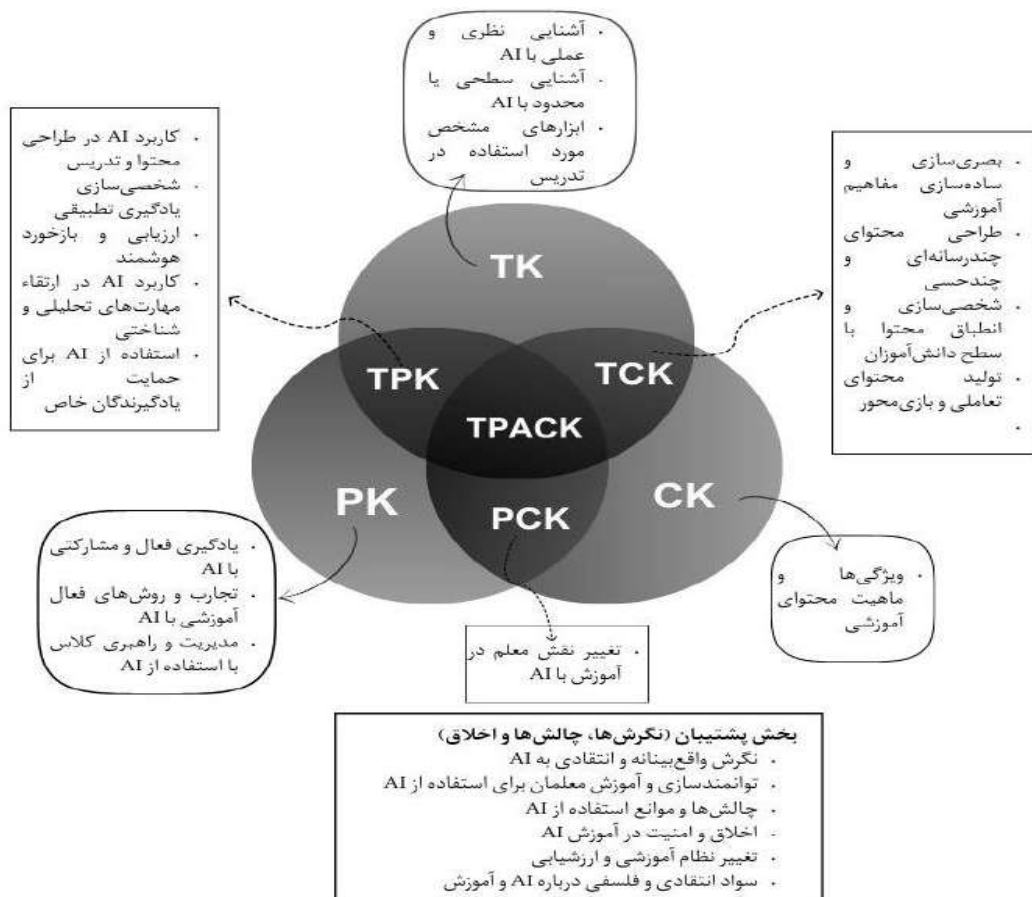 آشنایی نظری و
عملی با AI
آشنایی سطحی یا
محدود با AI
ابزارهای مشخص
مورد استفاده در
تدریس
بصری‌سازی و
ساده‌سازی مفاهیم
آموزشی
طراحی محتوای
چندرسانه‌ای و
چندحسی
شخصی‌سازی و
انطباق محتوا با
سطح دانش‌آموزان
تولید محتوای
تعاملی و بازی‌محور
کاربرد AI در طراحی
محتوا و تدریس
شخصی‌سازی
یادگیری تطبیقی
ارزیابی و بازخورد
هوشمند
کاربرد AI در ارتقاء
مهارت‌های تحلیلی و
شناختی
استفاده از AI برای
حمایت از
یادگیرندگان خاص
TK
TPK
TCK
TPACK
PK
CK
PCK
ویژگی‌ها و
ماهیت محتوای
آموزشی
یادگیری فعال و مشارکتی
با AI
تجارب و روش‌های فعال
آموزشی با AI
مدیریت و راهبری کلاس
با استفاده از AI
تغییر نقش معلم در
آموزش با AI
بخش پشتیبان (نگرش‌ها، چالش‌ها و اخلاق)
نگرش واقع‌بینانه و انتقادی به AI
توانمندسازی و آموزش معلمان برای استفاده از AI
چالش‌ها و موانع استفاده از AI
اخلاق و امنیت در آموزش AI
تغییر نظام آموزشی و ارزشیابی
سواد انتقادی و فلسفی درباره AI و آموزش